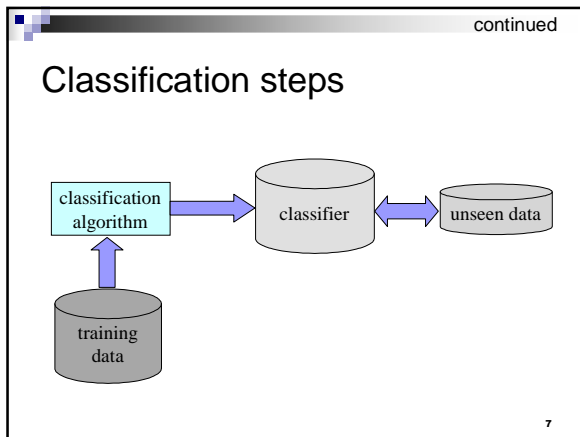 continued
Classification steps
classification
algorithm
classifier
unseen data
training
data
7